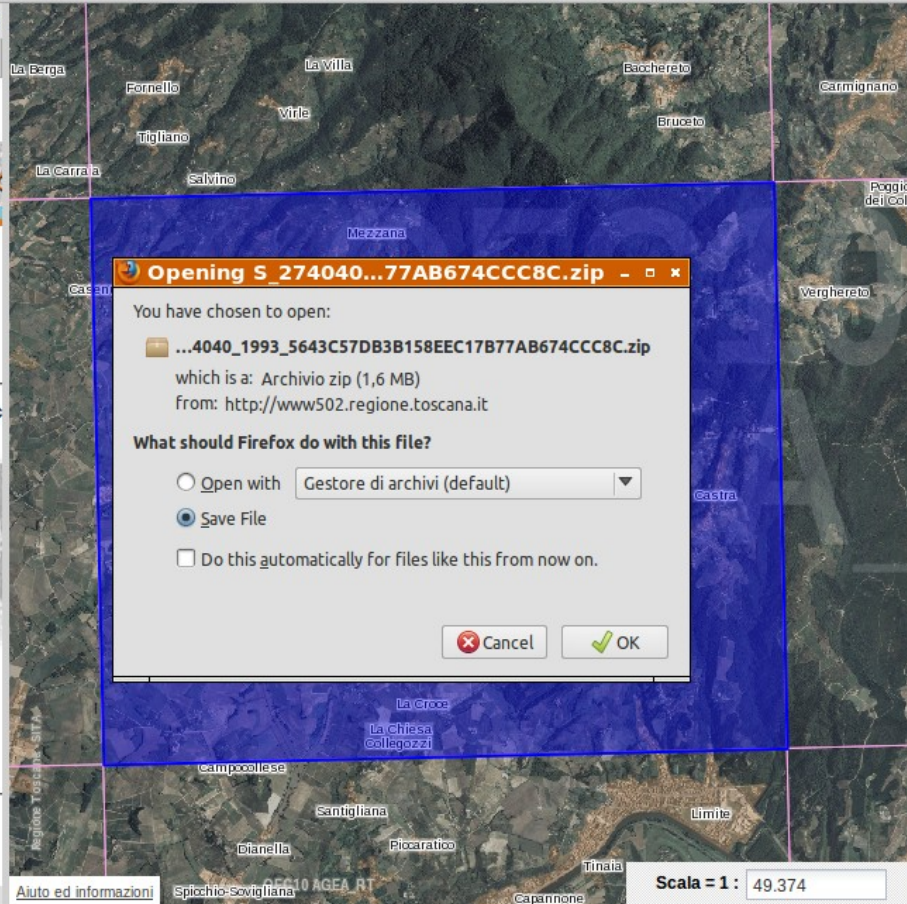 La Berga
La Villa
Bacchereto
Fornello
Carmignano
Virle
Bruceto
Tigliano
La Carraia
Salvino
Poggio
dei Col
Mezzana
Opening S_274040...77AB674CCC8C.zip
Verghereto
You have chosen to open:
...4040_1993_5643C57DB3B158EEC17B77AB674CCC8C.zip
which is a: Archivio zip (1,6 MB)
from: http://www502.regione.toscana.it
What should Firefox do with this file?
Open with Gestore di archivi (default)
Castra
Save File
Do this automatically for files like this from now on.
Cancel OK
La Croce
La Chiesa
Collegozzi
Campocollese
Regione Toscana - SITA
Santigliana
Limite
Dianella
Piccaratico
Tinaia
Aiuto ed informazioni
Spicchio-Sovigliana
OFC10 AGEA_RT
Capannone
Scala = 1 : 49.374